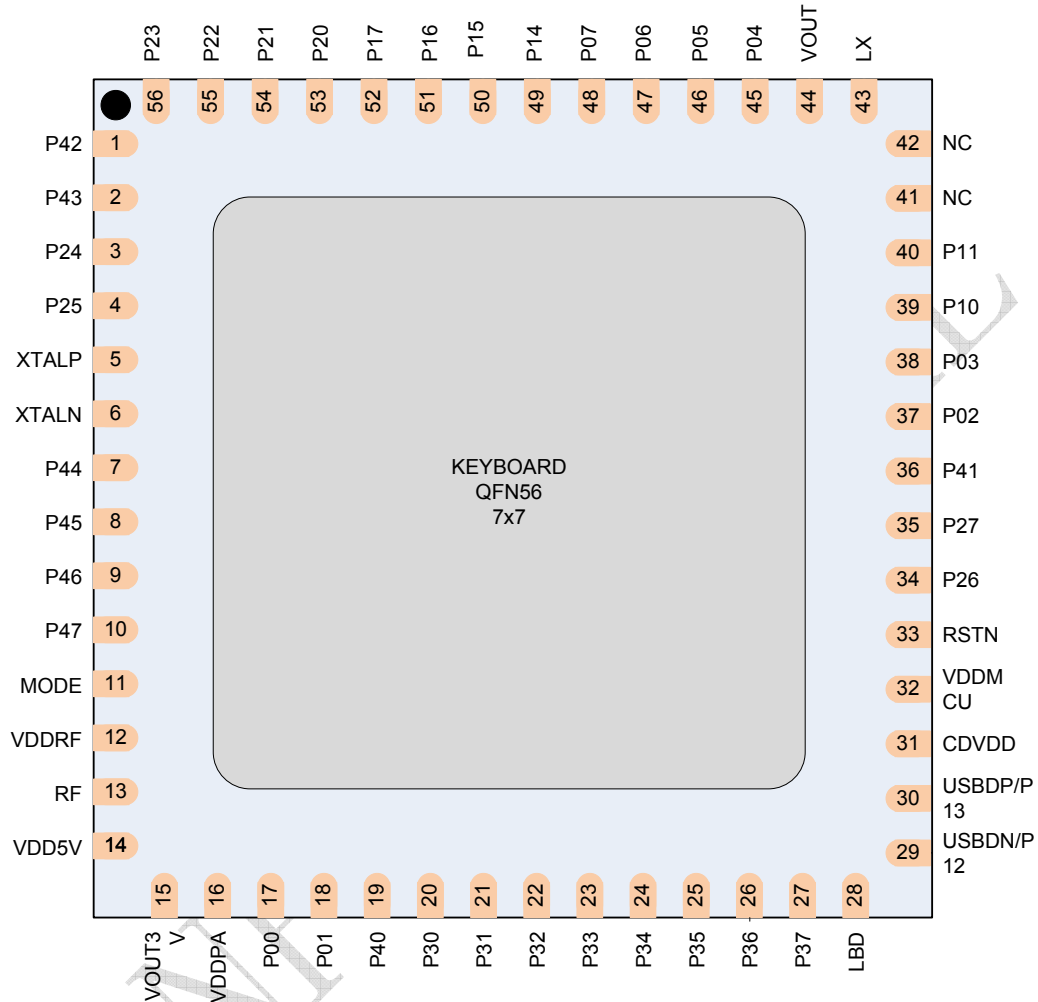 P23 P22 P21 P20 P17 P16 P15 P14 P07 P06 P05 P04 VOUT LX
56 55 54 53 52 51 50 49 48 47 46 45 44 43
P42 1
P43 2
P24 3
P25 4
XTALP 5
XTALN 6
P44 7
P45 8
P46 9
P47 10
MODE 11
VDDRF 12
RF 13
VDD5V 14
KEYBOARD
QFN56
7x7
42 NC
41 NC
40 P11
39 P10
38 P03
37 P02
36 P41
35 P27
34 P26
33 RSTN
32 VDDM
CU
31 CDVDD
30 USBDP/P
13
29 USBDN/P
12
15 16 17 18 19 20 21 22 23 24 25 26 27 28
VOUT3
V
VDDPA P00 P01 P40 P30 P31 P32 P33 P34 P35 P36 P37 LBD